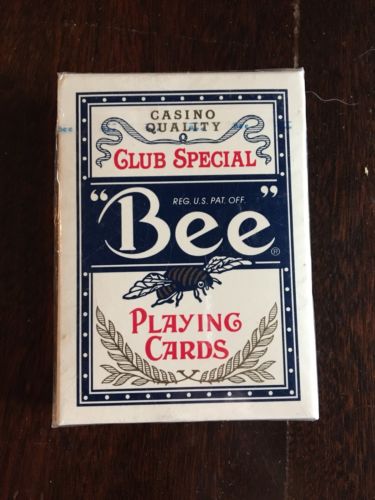 CASINO
QUALITY
CLUB SPECIAL
REG. U.S. PAT. OFF.
“Bee”
PLAYING
CARDS